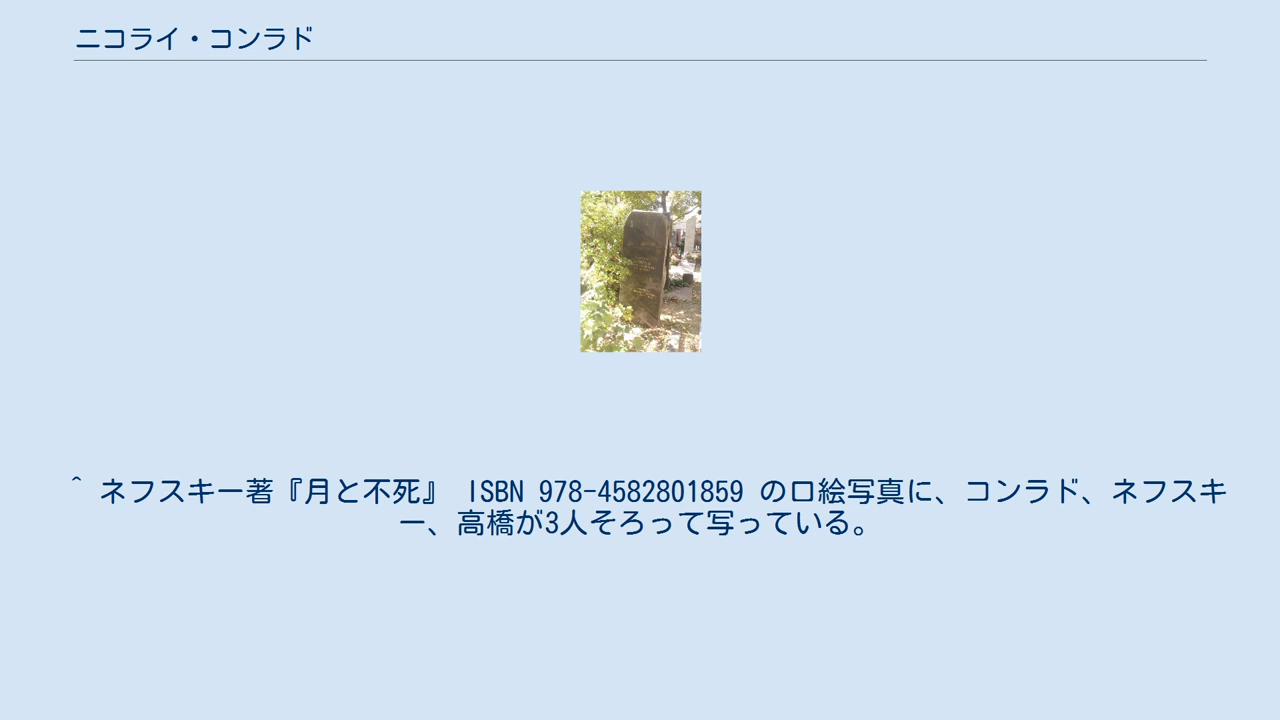 ニコライ・コンラド
^ ネフスキー著『月と不死』 ISBN 978-4582801859 の口絵写真に、コンラド、ネフスキ
ー、高橋が3人そろって写っている。